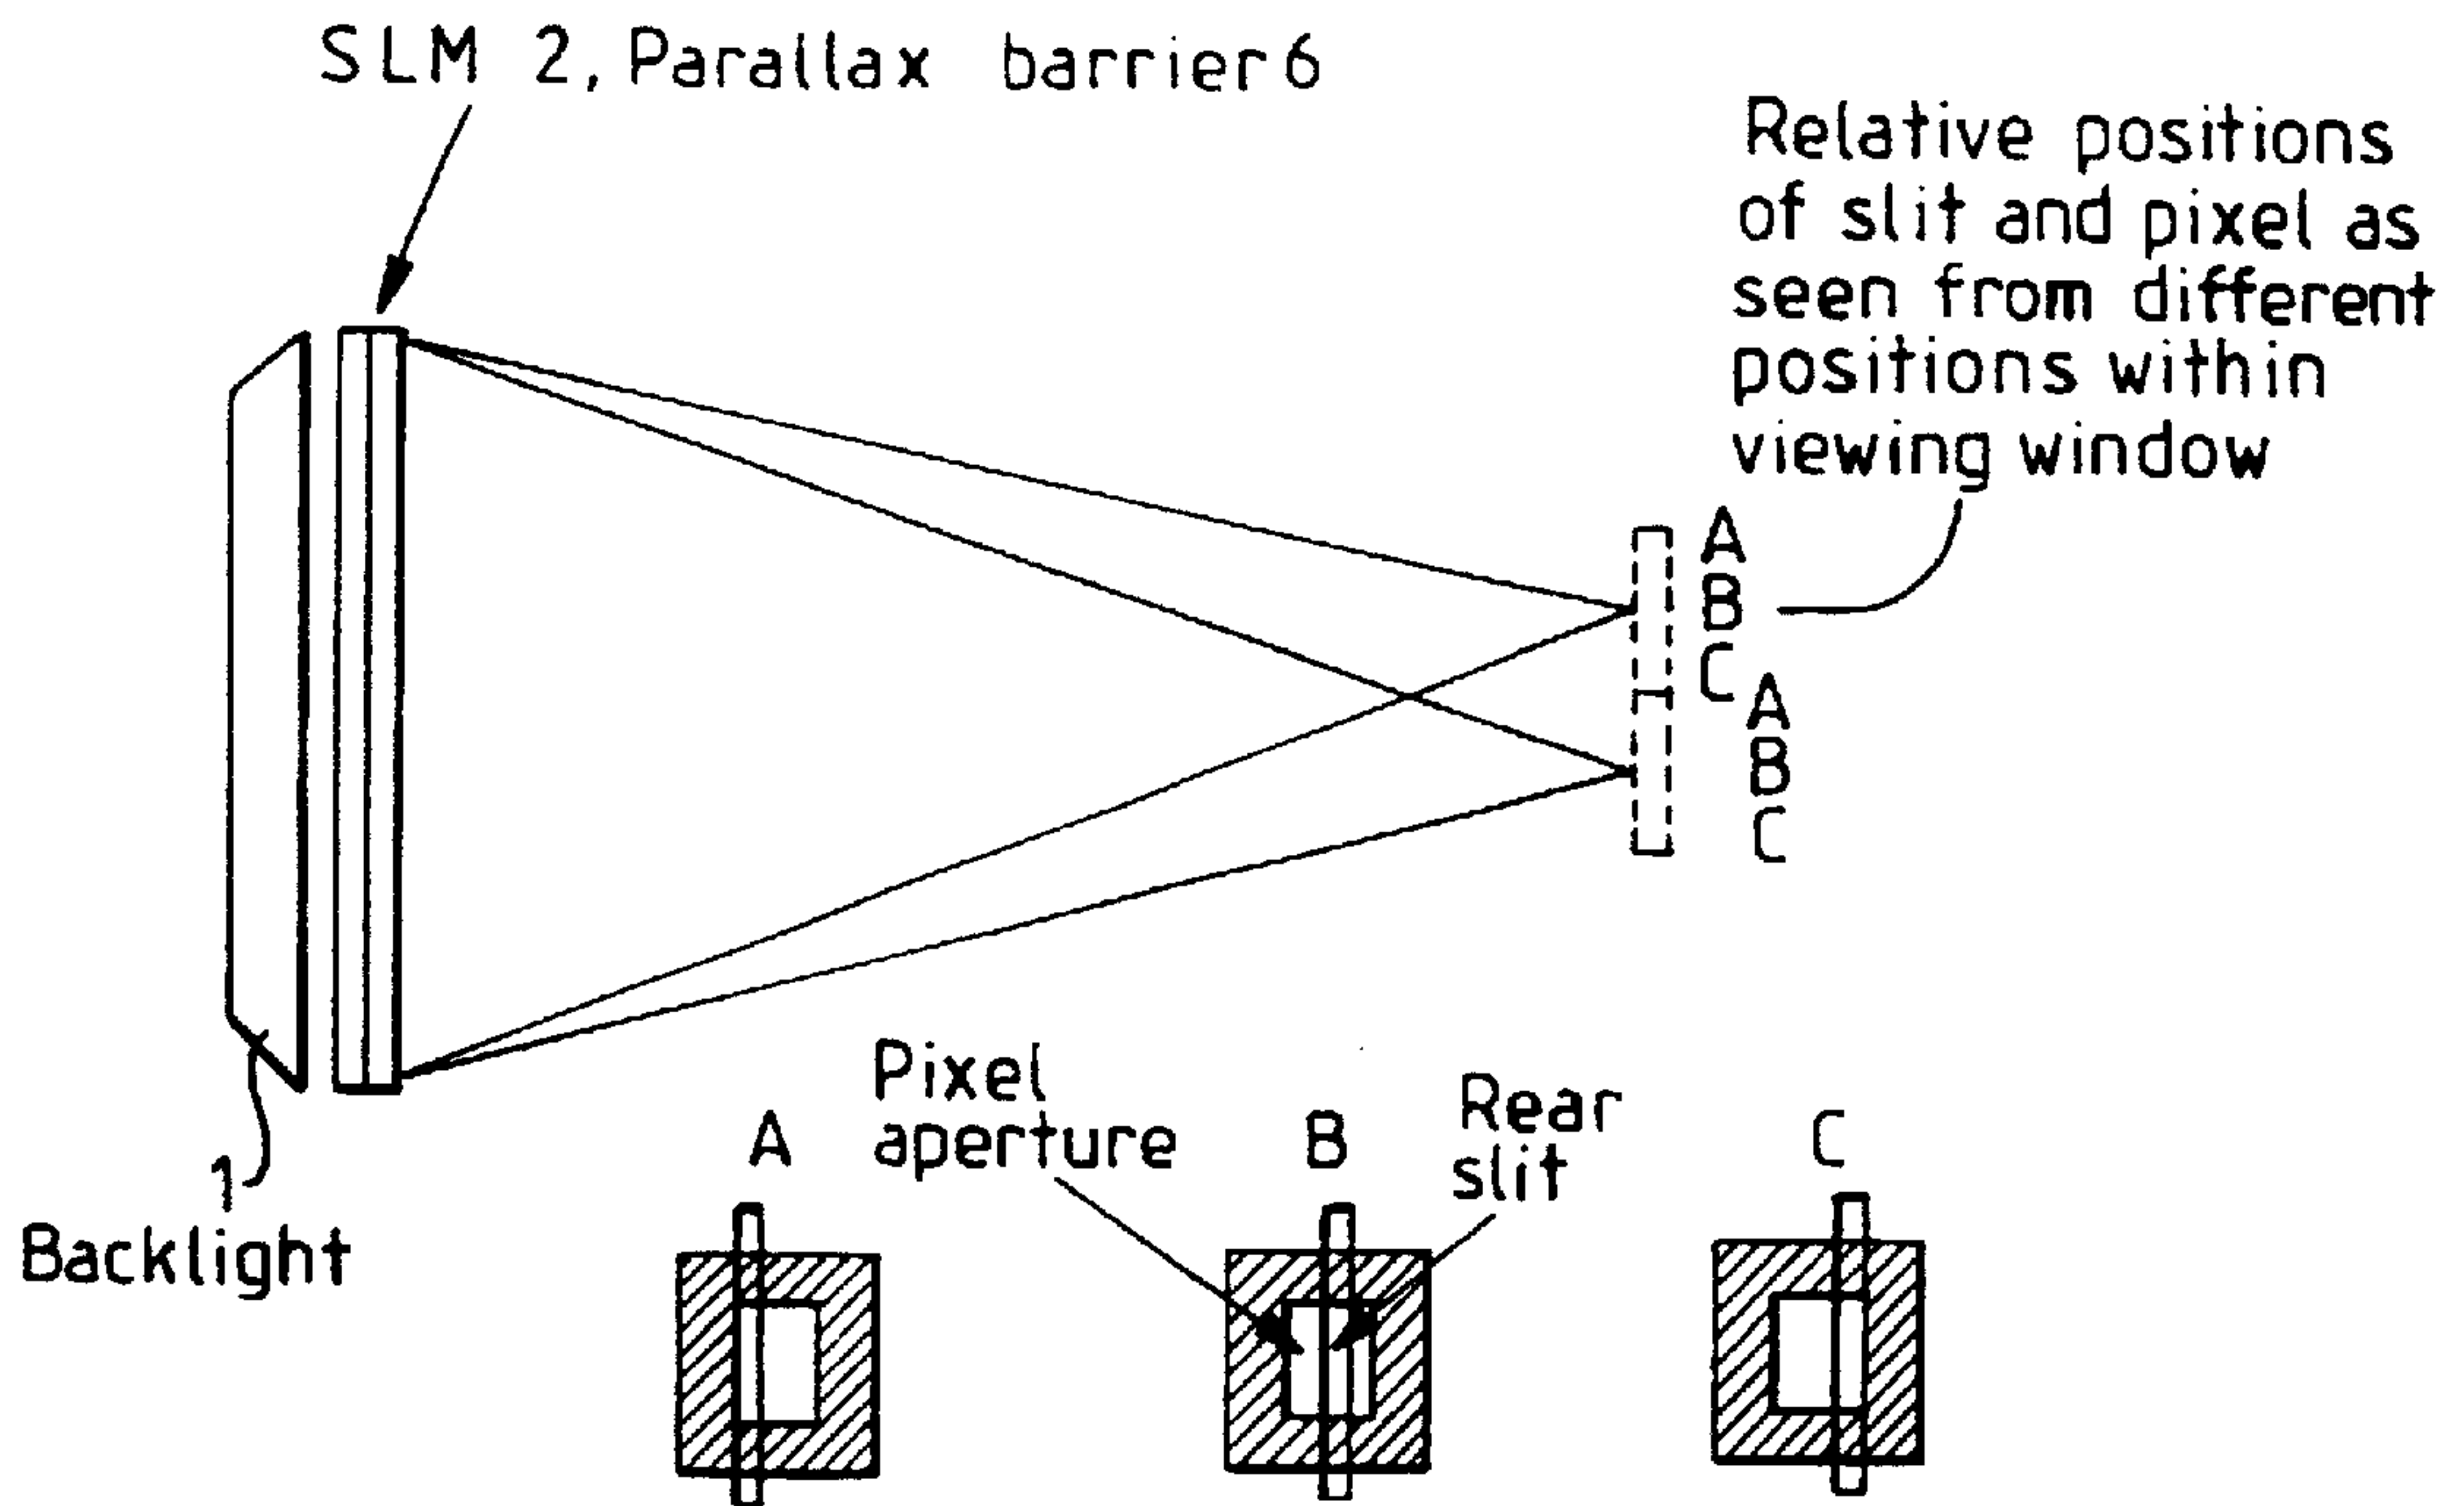 SLM 2, Parallax barrier 6
Relative positions
of slit and pixel as
seen from different
positions within
viewing window
A
B
C
A
B
C
Pixel
aperture
Rear
slit
A
B
C
1
Backlight